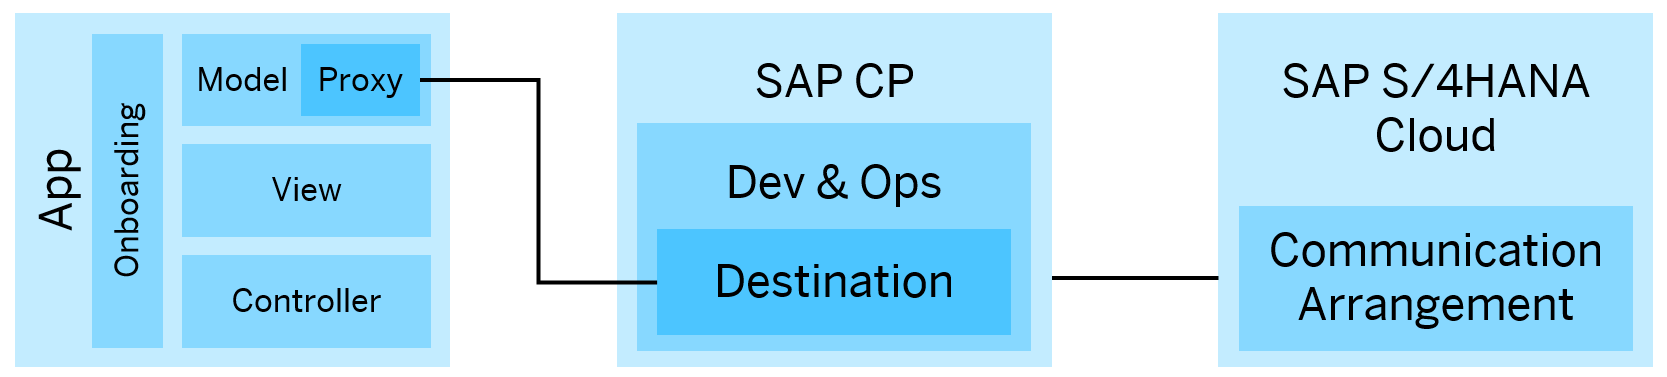 App
Onboarding
Model
Proxy
View
Controller
SAP CP
Dev & Ops
Destination
SAP S/4HANA
Cloud
Communication
Arrangement